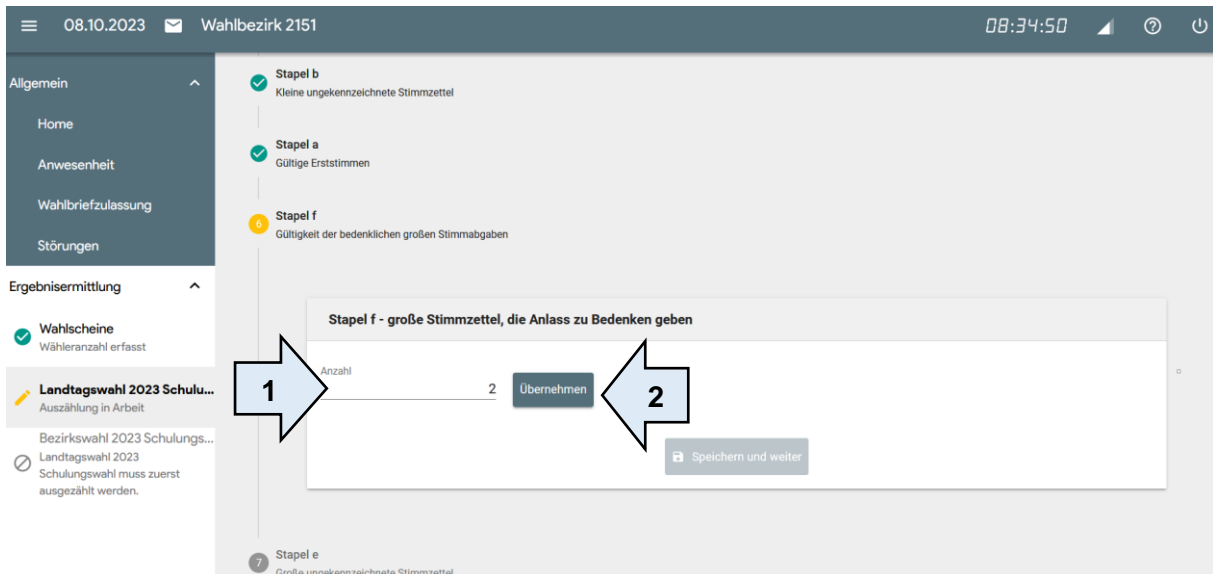 08.10.2023 Wahlbezirk 2151 08:34:50
Allgemein
Home
Anwesenheit
Wahlbriefzulassung
Störungen
Ergebnisermittlung
Wahlscheine
Wähleranzahl erfasst
Landtagswahl 2023 Schulu...
Auszählung in Arbeit
Bezirkswahl 2023 Schulungs...
Landtagswahl 2023
Schulungswahl muss zuerst
ausgezählt werden.
Stapel b
Kleine ungekennzeichnete Stimmzettel
Stapel a
Gültige Erststimmen
6 Stapel f
Gültigkeit der bedenklichen großen Stimmabgaben
Stapel f - große Stimmzettel, die Anlass zu Bedenken geben
1
Anzahl
2 Übernehmen
2
Speichern und weiter
7 Stapel e
Große ungekennzeichnete Stimmzettel